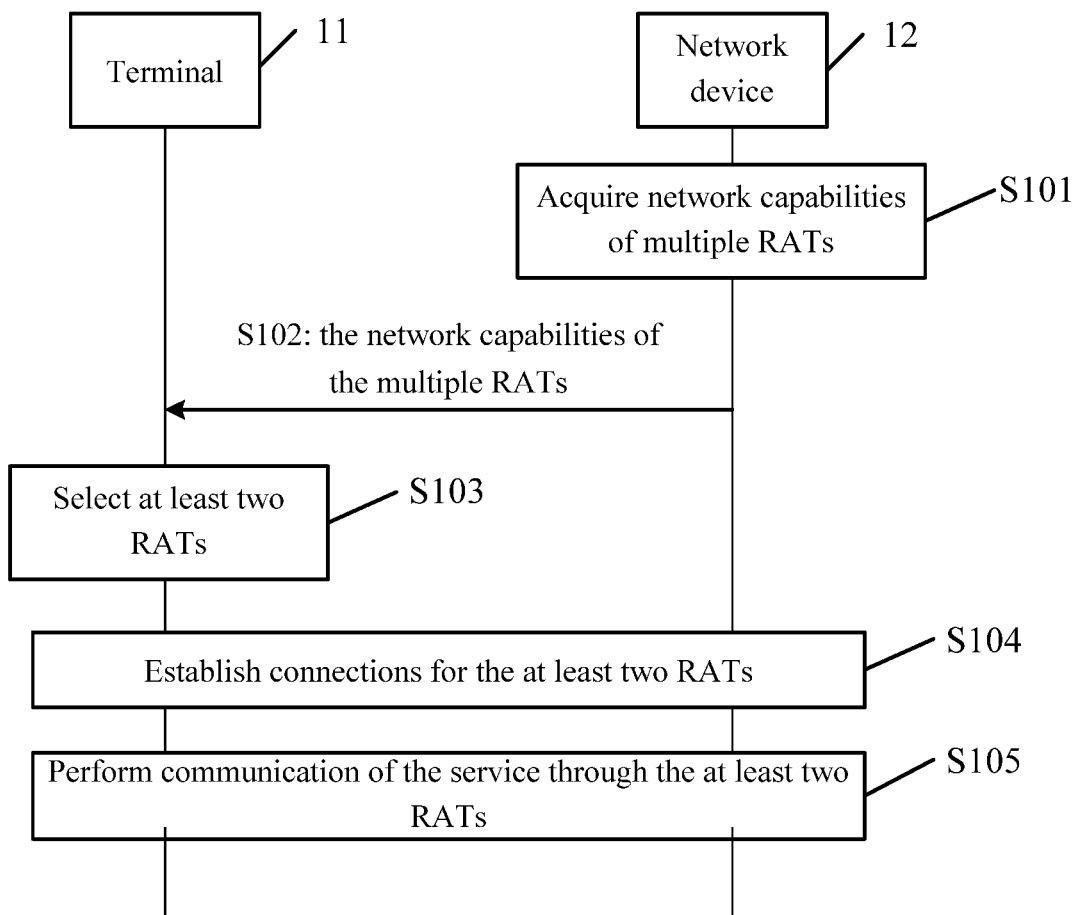 Terminal
11
Network
device
12
Acquire network capabilities
of multiple RATs
S101
S102: the network capabilities of
the multiple RATs
Select at least two
RATs
S103
Establish connections for the at least two RATs
S104
Perform communication of the service through the at least two
RATs
S105